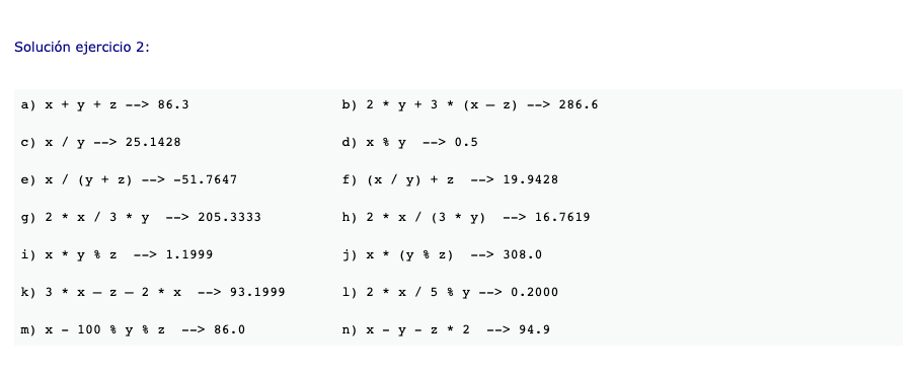 Solución ejercicio 2:
a) x + y + z --> 86.3 b) 2 * y + 3 * (x – z) --> 286.6
c) x / y --> 25.1428 d) x % y --> 0.5
e) x / (y + z) --> -51.7647 f) (x / y) + z --> 19.9428
g) 2 * x / 3 * y --> 205.3333 h) 2 * x / (3 * y) --> 16.7619
i) x * y % z --> 1.1999 j) x * (y % z) --> 308.0
k) 3 * x – z – 2 * x --> 93.1999 l) 2 * x / 5 % y --> 0.2000
m) x - 100 % y % z --> 86.0 n) x - y - z * 2 --> 94.9